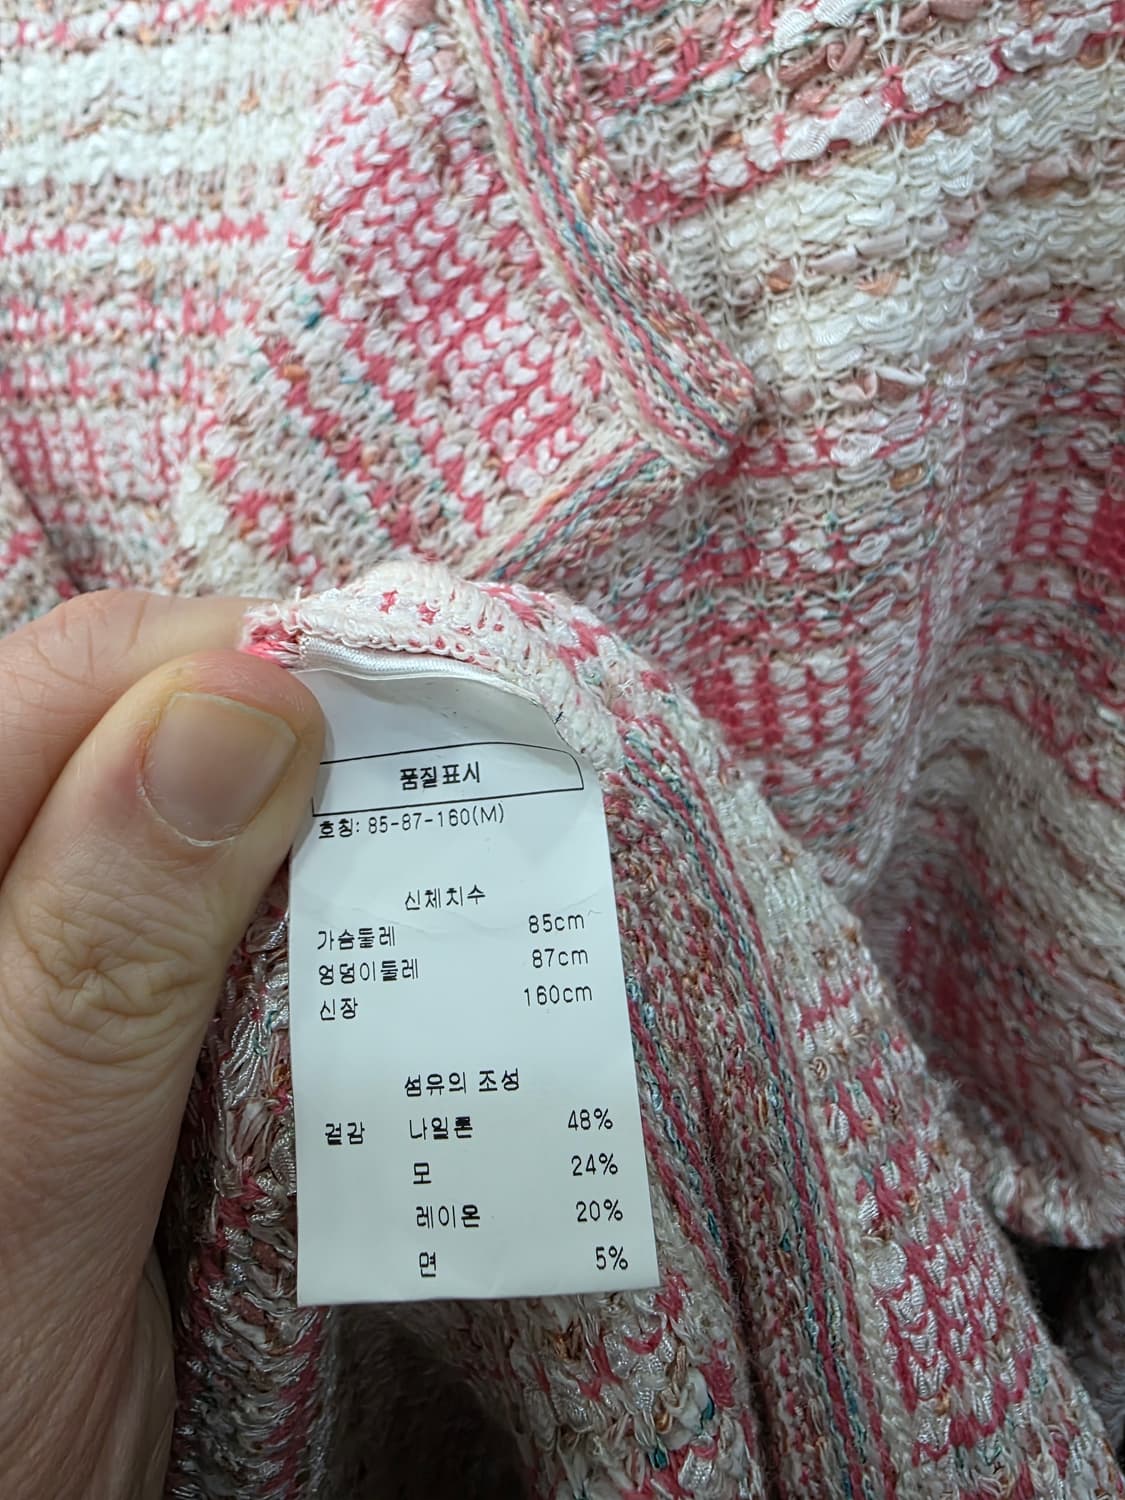 품질표시
호칭: 85-87-160(M)
신체치수
가슴둘레 85cm
엉덩이둘레 87cm
신장 160cm
섬유의 조성
겉감 나일론 48%
모 24%
레이온 20%
면 5%